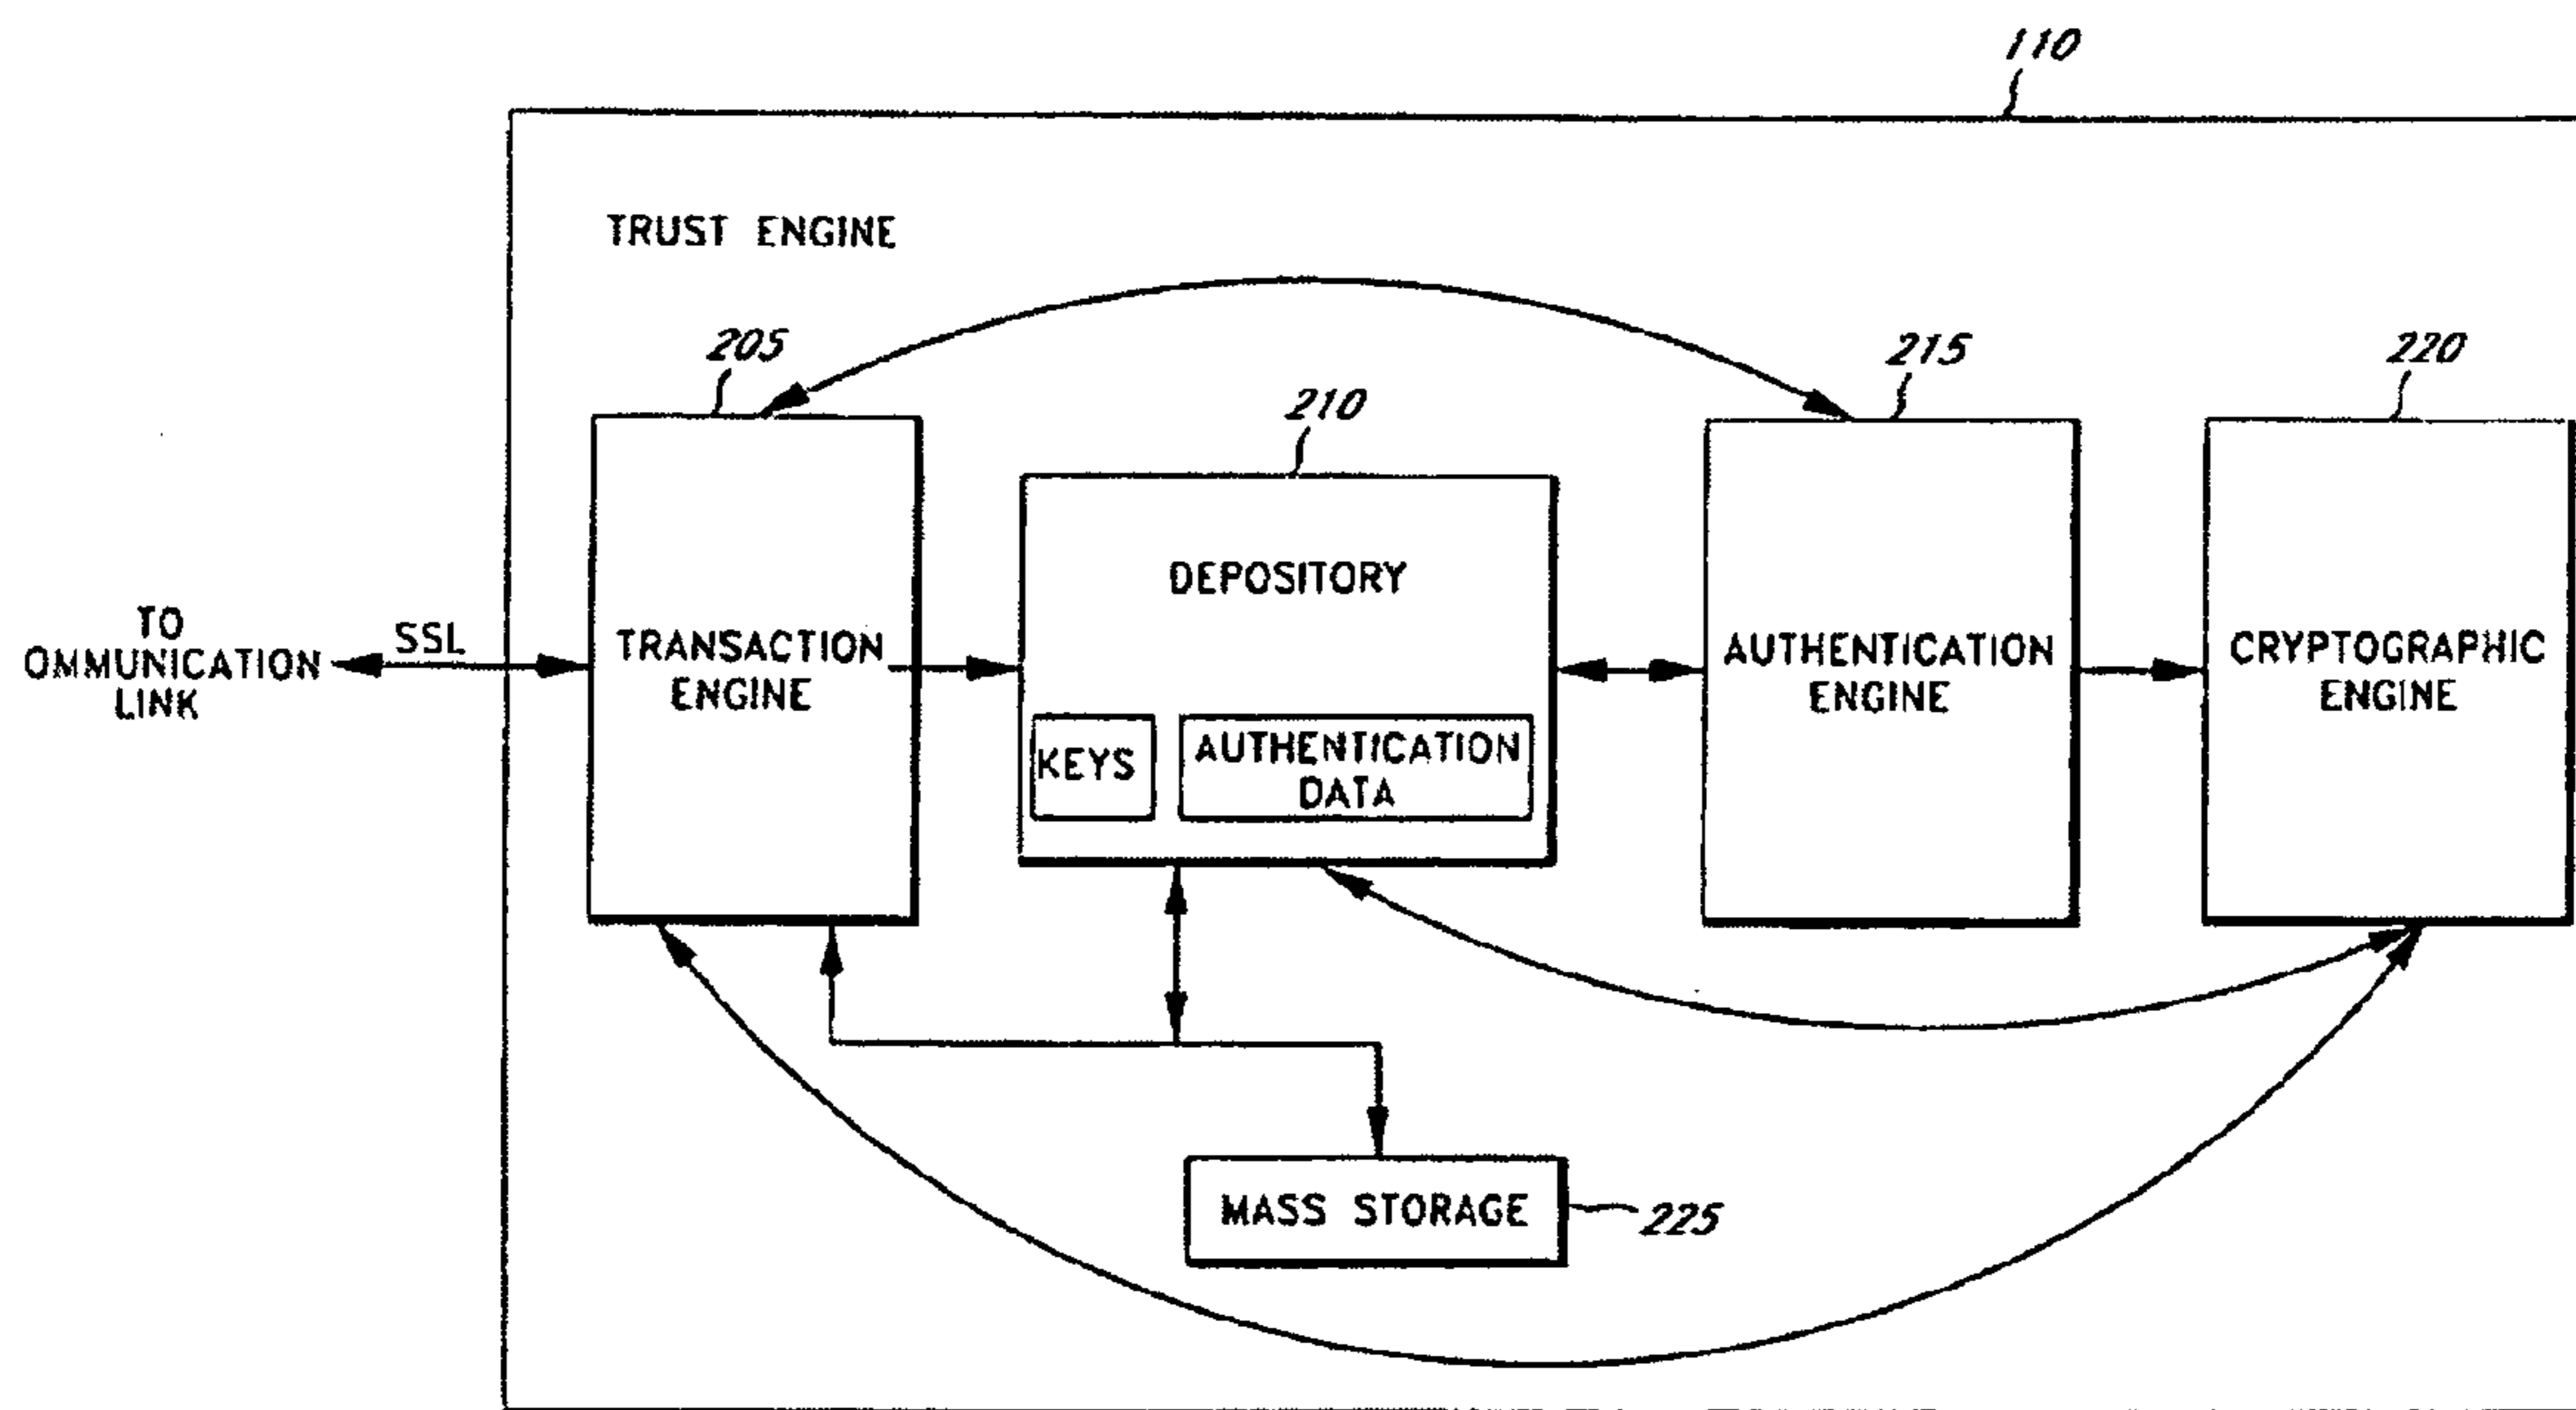 110
TRUST ENGINE
205
215
220
210
DEPOSITORY
TO
OMMUNICATION
LINK
SSL
TRANSACTION
ENGINE
AUTHENTICATION
ENGINE
CRYPTOGRAPHIC
ENGINE
KEYS
AUTHENTICATION
DATA
MASS STORAGE
225